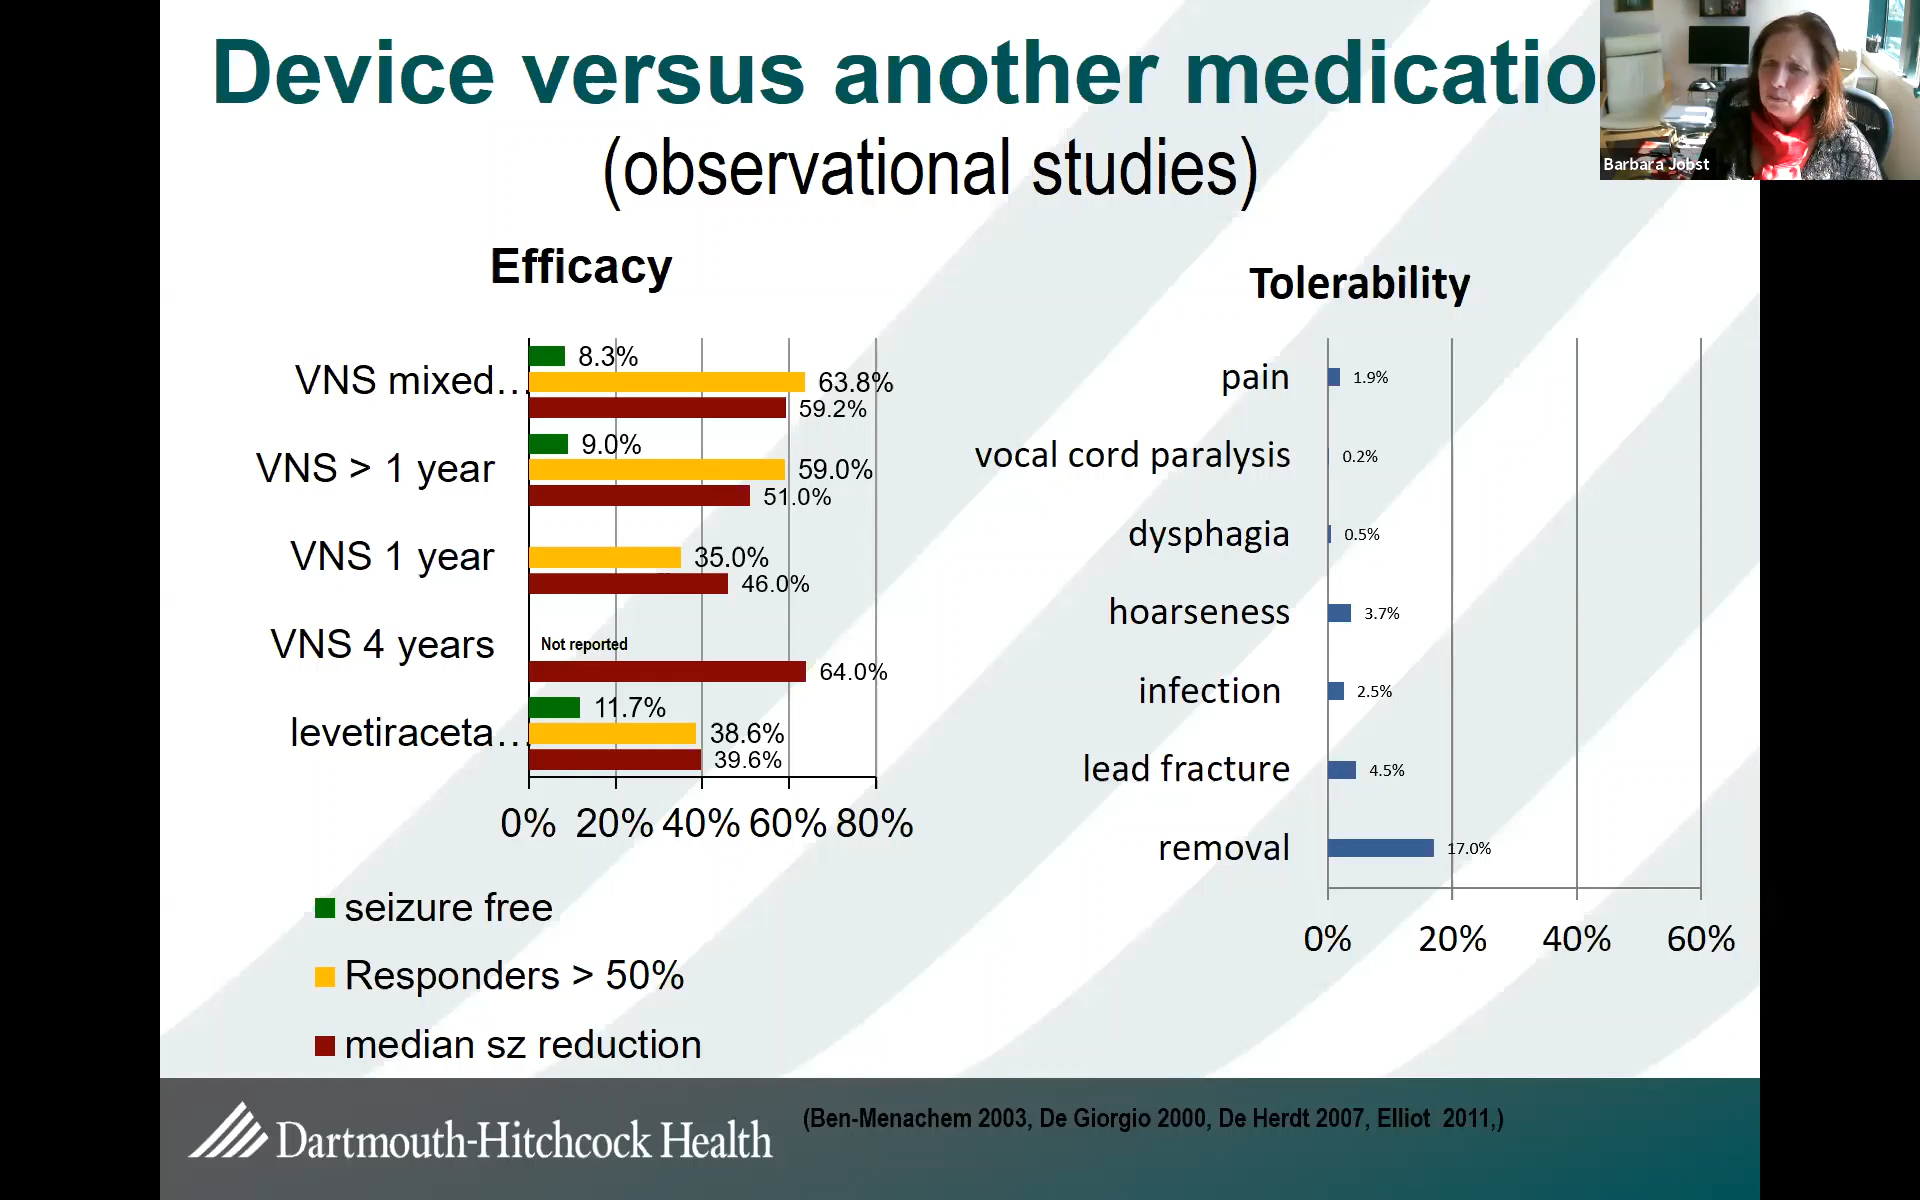 Device versus another medicatio
(observational studies)
Barbara Jobst
Efficacy
VNS mixed...
8.3%
63.8%
59.2%
VNS > 1 year
9.0%
59.0%
51.0%
VNS 1 year
35.0%
46.0%
VNS 4 years
Not reported
64.0%
levetiraceta...
11.7%
38.6%
39.6%
0% 20% 40% 60% 80%
seizure free
Responders > 50%
median sz reduction
Tolerability
pain 1.9%
vocal cord paralysis 0.2%
dysphagia 0.5%
hoarseness 3.7%
infection 2.5%
lead fracture 4.5%
removal 17.0%
0% 20% 40% 60%
Dartmouth-Hitchcock Health
(Ben-Menachem 2003, De Giorgio 2000, De Herdt 2007, Elliot 2011,)